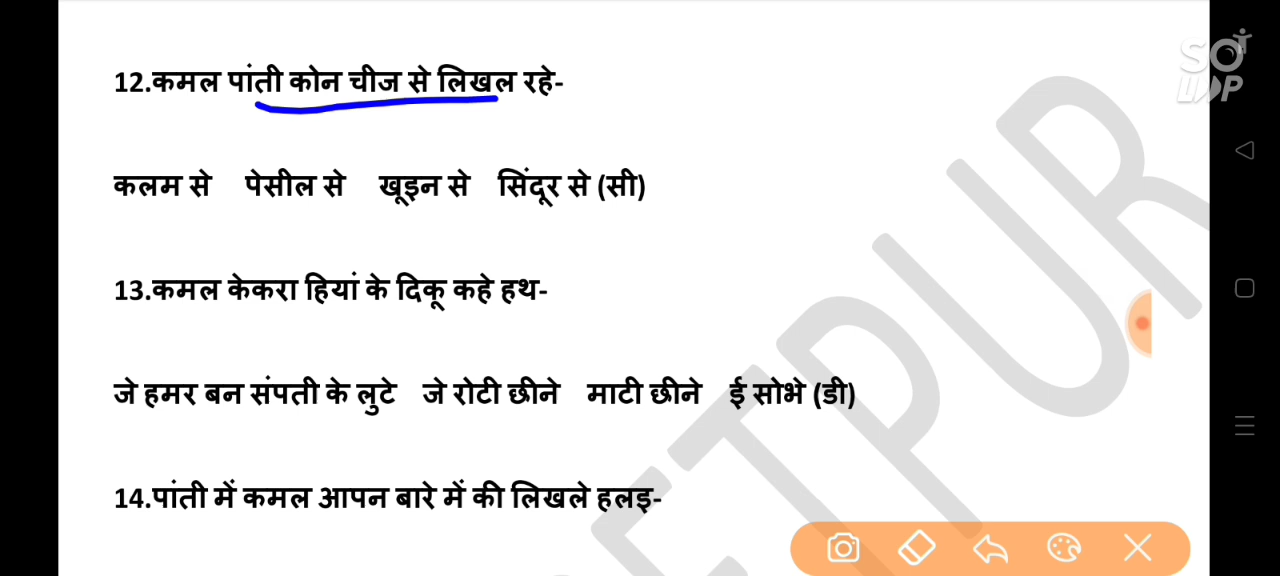 12.कमल पांती कोन चीज से लिखल रहे-
कलम से पेसील से खूइन से सिंदूर से (सी)
13.कमल केकरा हियां के दिकू कहे हथ-
जे हमर बन संपती के लुटे जे रोटी छीने माटी छीने ई सोभे (डी)
14.पांती में कमल आपन बारे में की लिखले हलइ-
ETPUR